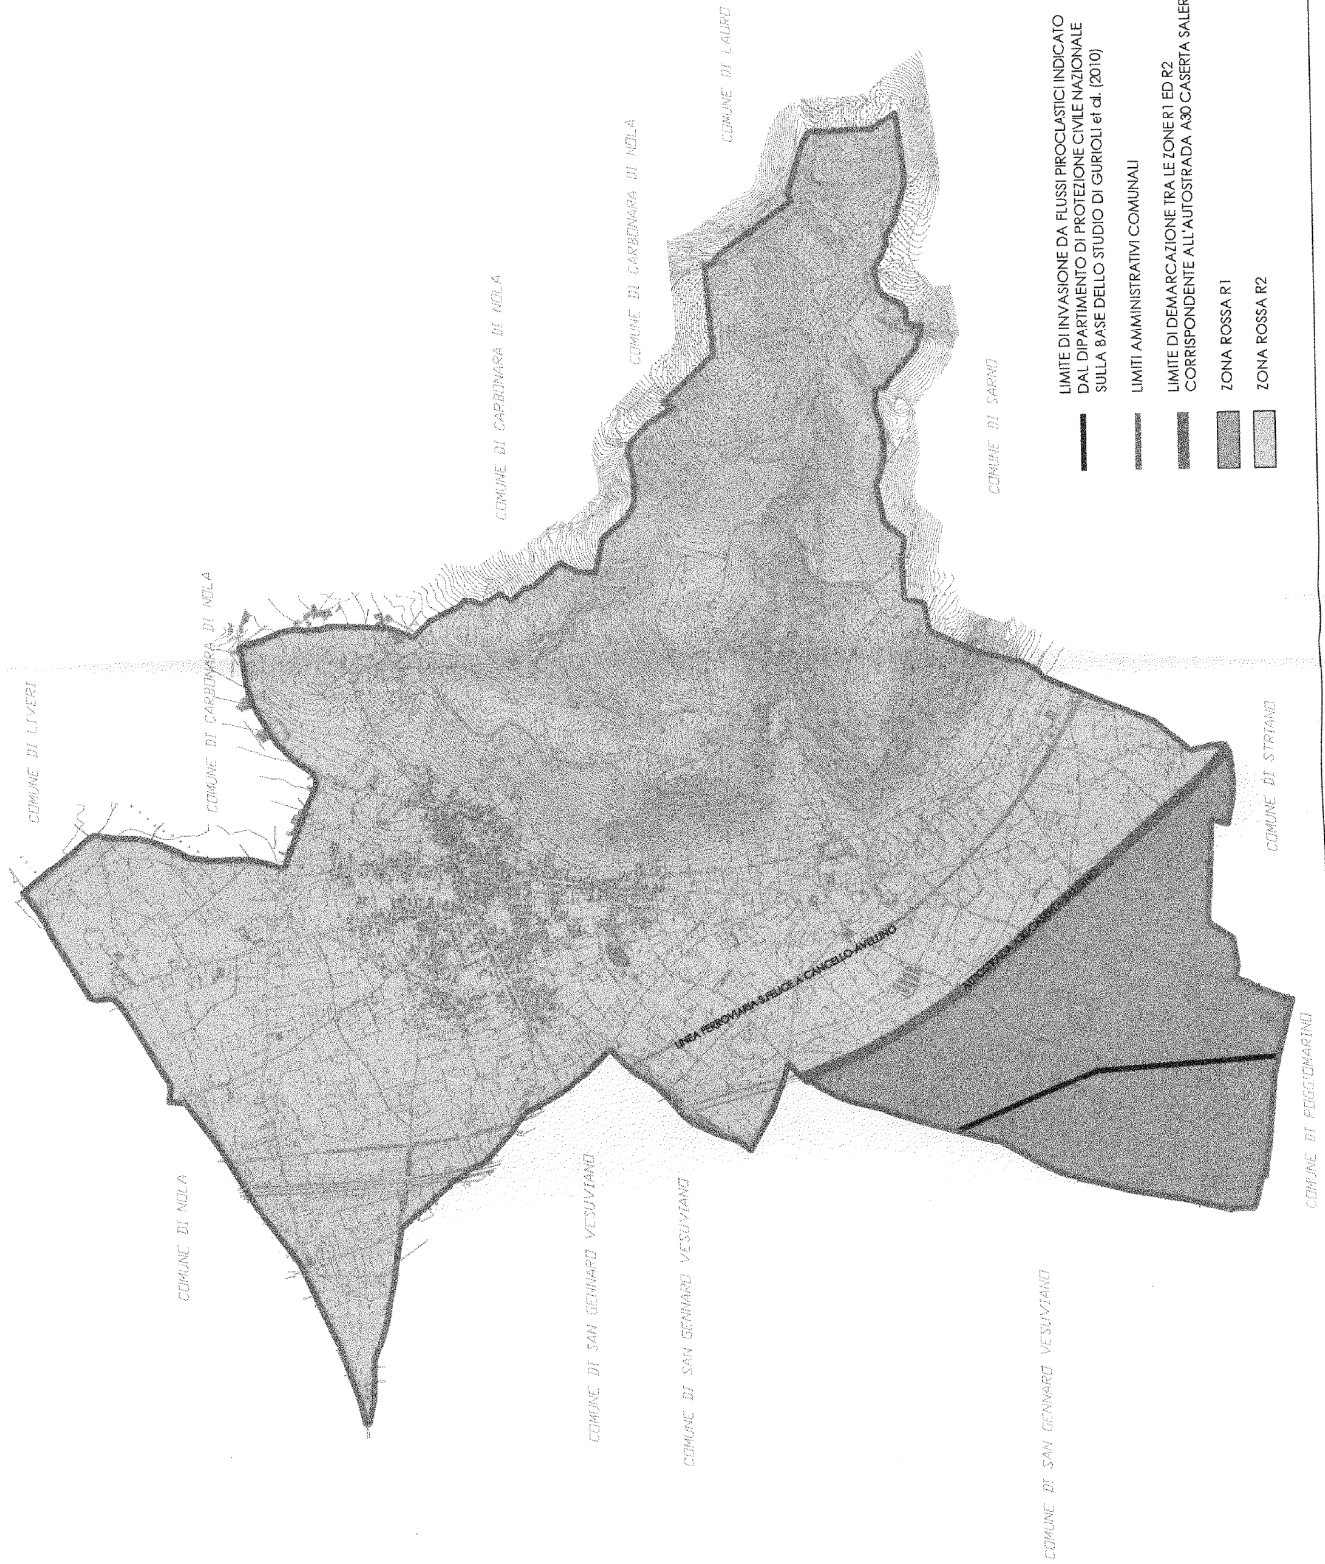 COMUNE DI LIVERI
COMUNE DI CARBONARA DI NOLA
COMUNE DI CARBONARA DI NOLA
COMUNE DI CARBONARA DI NOLA
COMUNE DI LAURO
COMUNE DI NOLA
COMUNE DI SAN GENNARO VESUVIANO
COMUNE DI SAN GENNARO VESUVIANO
COMUNE DI SAN GENNARO VESUVIANO
LINEA FERROVIARIA S.FELICE A CANCELLO-AVELLINO
COMUNE DI SARNO
COMUNE DI STRIANO
COMUNE DI POGGIOMARINO
LIMITE DI INVASIONE DA FLUSSI PIROCLASTICI INDICATO
DAL DIPARTIMENTO DI PROTEZIONE CIVILE NAZIONALE
SULLA BASE DELLO STUDIO DI GURIOLI et al. (2010)
LIMITI AMMINISTRATIVI COMUNALI
LIMITE DI DEMARCAZIONE TRA LE ZONE R1 ED R2
CORRISPONDENTE ALL'AUTOSTRADA A30 CASERTA SALER
ZONA ROSSA R1
ZONA ROSSA R2